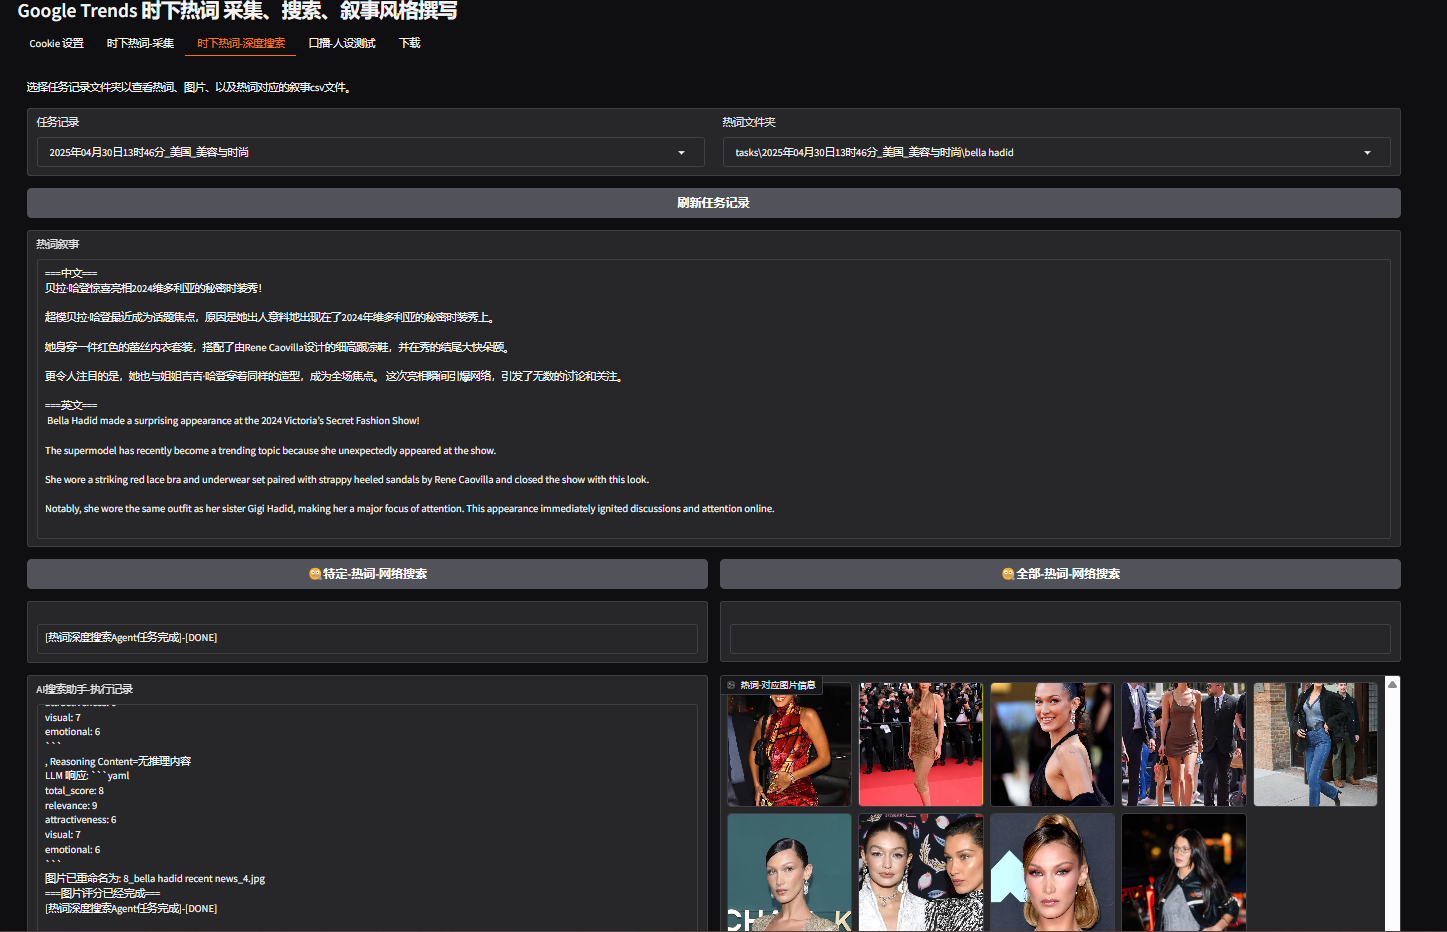 Google Trends 时下热词 采集、搜索、叙事风格撰写
Cookie 设置
时下热词-采集
时下热词-深度搜索
口播-人设测试
下载
选择任务记录文件夹以查看热词、图片、以及热词对应的叙事csv文件。
任务记录
热词文件夹
2025年04月30日13时46分_美国_美容与时尚
tasks\2025年04月30日13时46分_美国_美容与时尚\bella hadid
刷新任务记录
热词叙事
===中文===
贝拉·哈登惊喜亮相2024维多利亚的秘密时装秀！
超模贝拉·哈登最近成为话题焦点，原因是她出人意料地出现在了2024年维多利亚的秘密时装秀上。
她身穿一件红色的蕾丝内衣套装，搭配了由Rene Caovilla设计的细高跟凉鞋，并在秀的结尾大快朵颐。
更令人注目的是，她也与姐姐吉吉·哈登穿着同样的造型，成为全场焦点。 这次亮相瞬间引爆网络，引发了无数的讨论和关注。
===英文===
Bella Hadid made a surprising appearance at the 2024 Victoria's Secret Fashion Show!
The supermodel has recently become a trending topic because she unexpectedly appeared at the show.
She wore a striking red lace bra and underwear set paired with strappy heeled sandals by Rene Caovilla and closed the show with this look.
Notably, she wore the same outfit as her sister Gigi Hadid, making her a major focus of attention. This appearance immediately ignited discussions and attention online.
特定-热词-网络搜索
全部-热词-网络搜索
[热词深度搜索Agent任务完成]-[DONE]
AI搜索助手-执行记录
visual: 7
emotional: 6
```
, Reasoning Content=无推理内容
LLM 响应: ```yaml
total_score: 8
relevance: 9
attractiveness: 6
visual: 7
emotional: 6
```
图片已重命名为: 8_bella hadid recent news_4.jpg
===图片评分已经完成===
[热词深度搜索Agent任务完成]-[DONE]
热词-对应图片信息